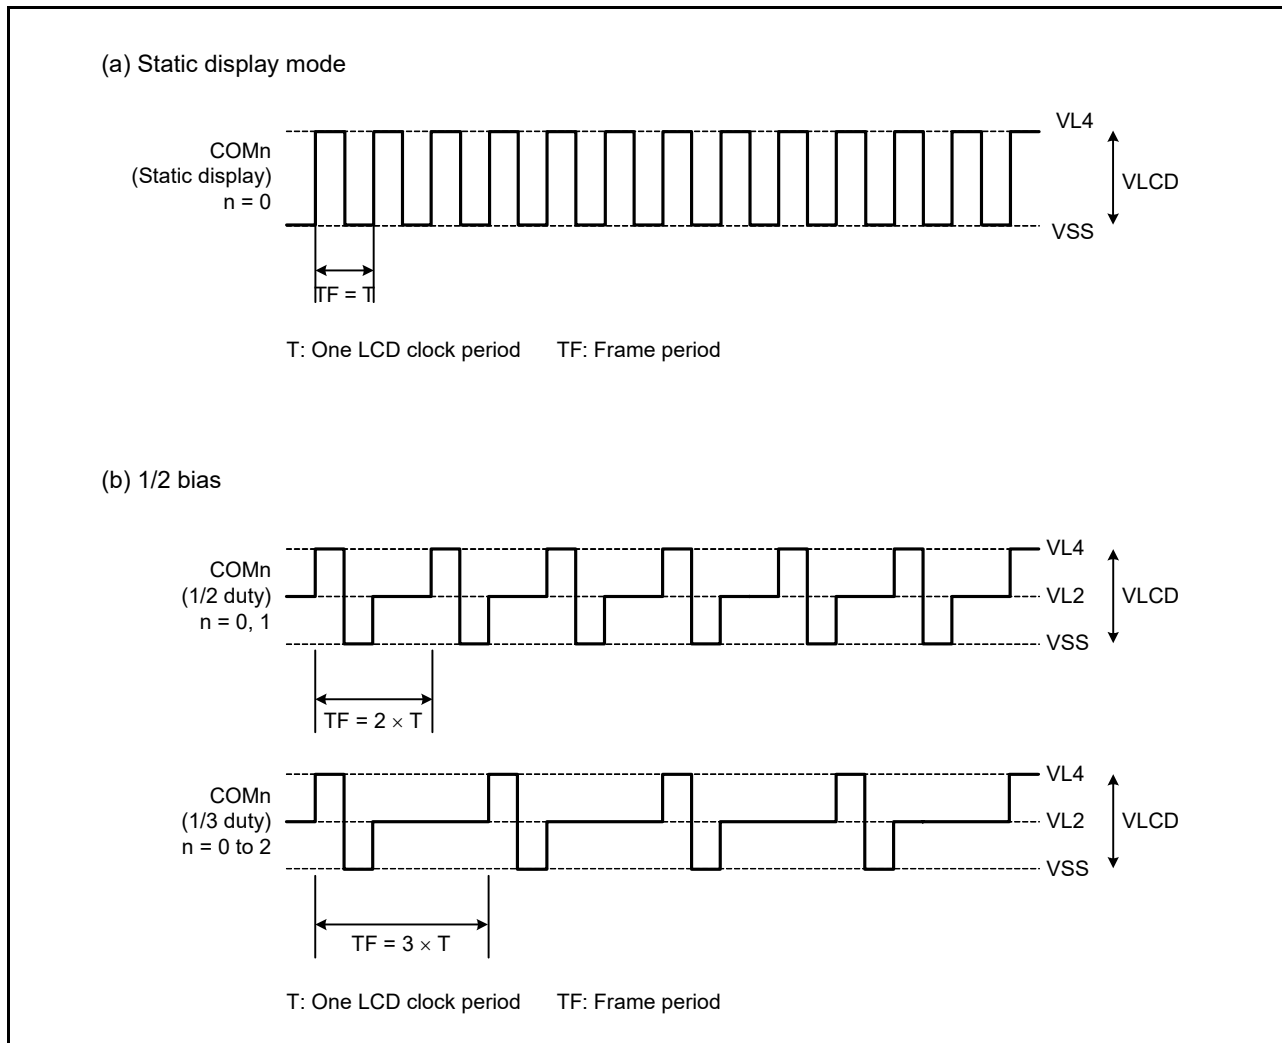 (a) Static display mode
COMn
(Static display)
n = 0
VL4
VLCD
VSS
TF = T
T: One LCD clock period TF: Frame period
(b) 1/2 bias
COMn
(1/2 duty)
n = 0, 1
VL4
VL2
VLCD
VSS
TF = 2 × T
COMn
(1/3 duty)
n = 0 to 2
VL4
VL2
VLCD
VSS
TF = 3 × T
T: One LCD clock period TF: Frame period